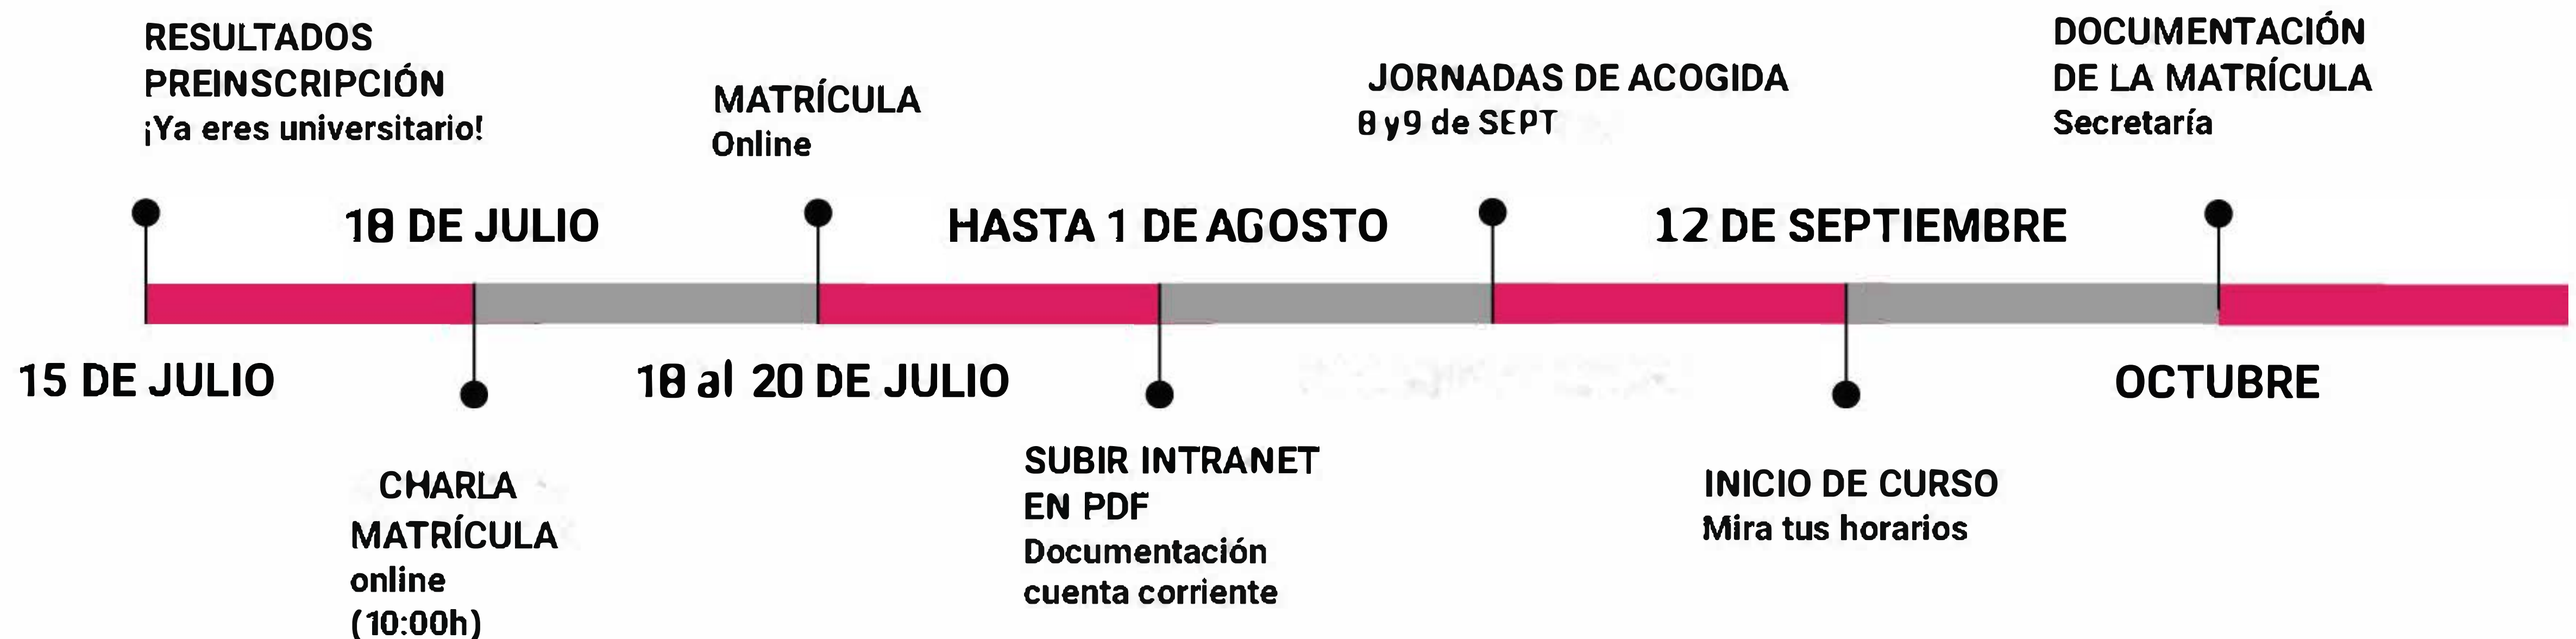 RESULTADOS
PREINSCRIPCIÓN
¡Ya eres universitario!
15 DE JULIO
18 DE JULIO
CHARLA
MATRÍCULA
online
(10:00h)
MATRÍCULA
Online
18 al 20 DE JULIO
HASTA 1 DE AGOSTO
SUBIR INTRANET
EN PDF
Documentación
cuenta corriente
JORNADAS DE ACOGIDA
8 y9 de SEPT
12 DE SEPTIEMBRE
INICIO DE CURSO
Mira tus horarios
DOCUMENTACIÓN
DE LA MATRÍCULA
Secretaría
OCTUBRE